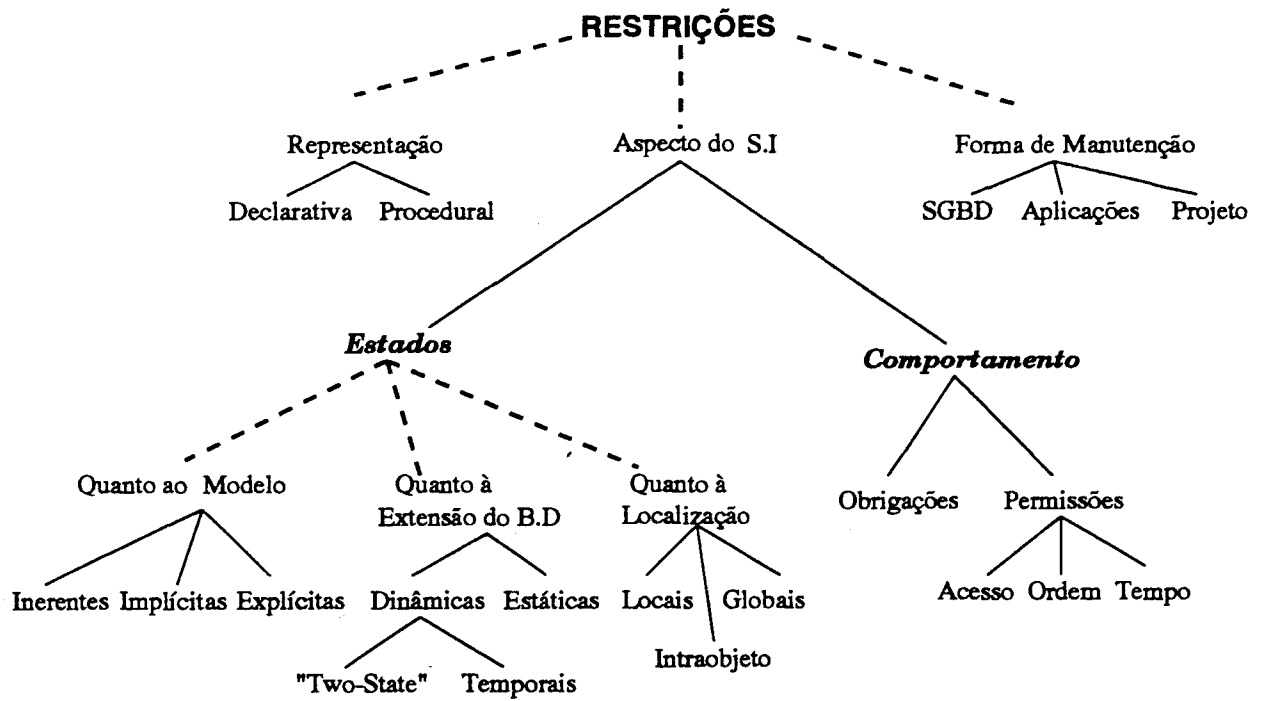 RESTRIÇÕES
Representação Aspecto do S.I Forma de Manutenção
Declarativa Procedural SGBD Aplicações Projeto
Estados Comportamento
Quanto ao Modelo Quanto à Quanto à
Extensão do B.D Localização
Obrigações Permissões
Inerentes Implícitas Explícitas Dinâmicas Estáticas Locais Globais
Acesso Ordem Tempo
Intraobjeto
"Two-State" Temporais